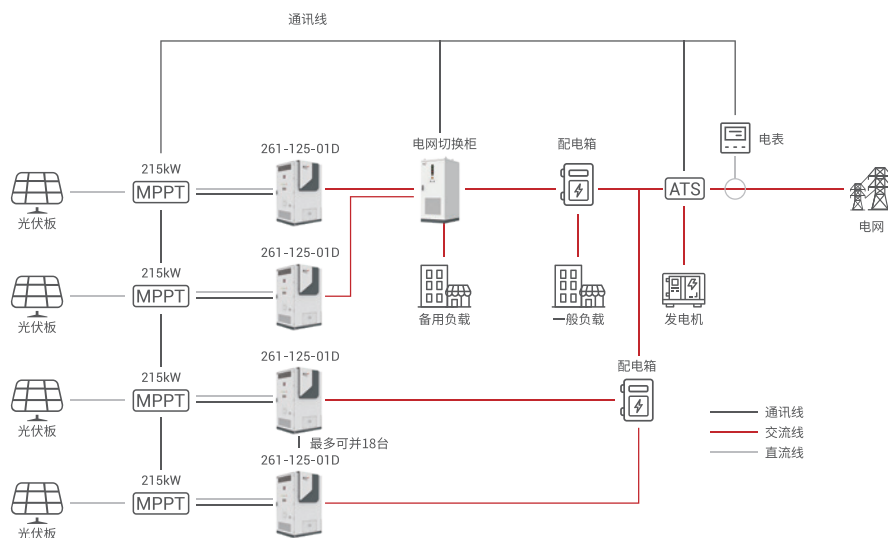 通讯线
261-125-01D
电网切换柜
配电箱
电表
215kW
MPPT
ATS
光伏板
电网
261-125-01D
215kW
MPPT
光伏板
备用负载
一般负载
发电机
261-125-01D
配电箱
215kW
MPPT
光伏板
最多可并18台
通讯线
交流线
直流线
261-125-01D
215kW
MPPT
光伏板